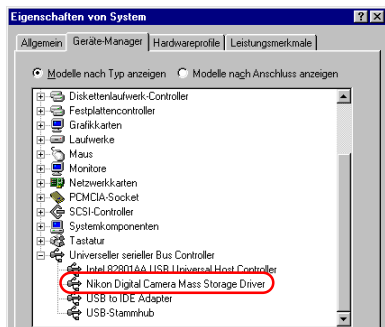 Eigenschaften von System
Allgemein Geräte-Manager Hardwareprofile Leistungsmerkmale
Modelle nach Typ anzeigen Modelle nach Anschluss anzeigen
Diskettenlaufwerk-Controller
Festplattencontroller
Grafikkarten
Laufwerke
Maus
Monitore
Netzwerkkarten
PCMCIA-Socket
SCSI-Controller
Systemkomponenten
Tastatur
Universeller serieller Bus Controller
Intel 82801AA USB Universal Host Controller
Nikon Digital Camera Mass Storage Driver
USB to IDE Adapter
USB-Stammhub